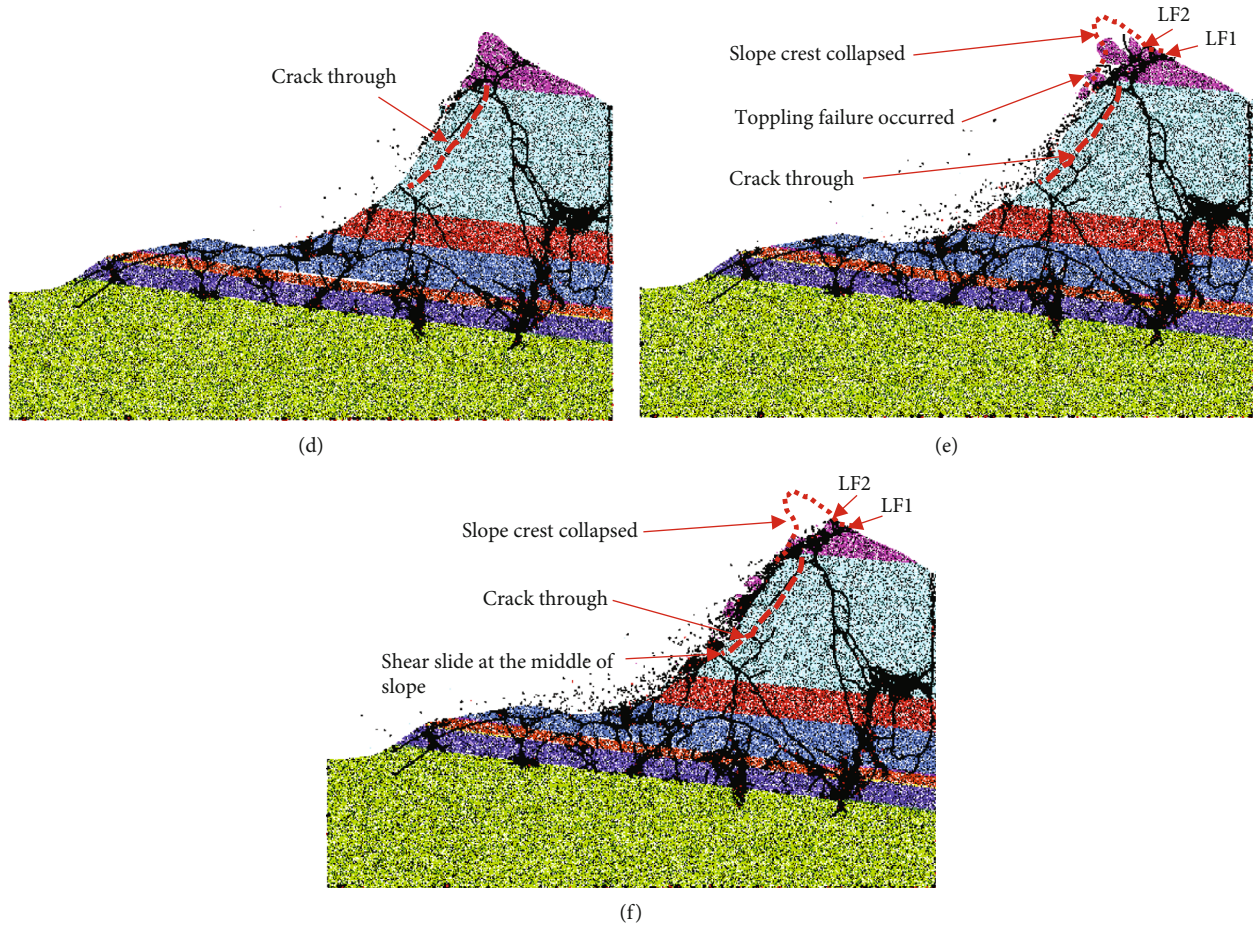 Crack through
(d)
LF2
Slope crest collapsed
LF1
Toppling failure occurred
Crack through
(e)
LF2
LF1
Slope crest collapsed
Crack through
Shear slide at the middle of
slope
(f)